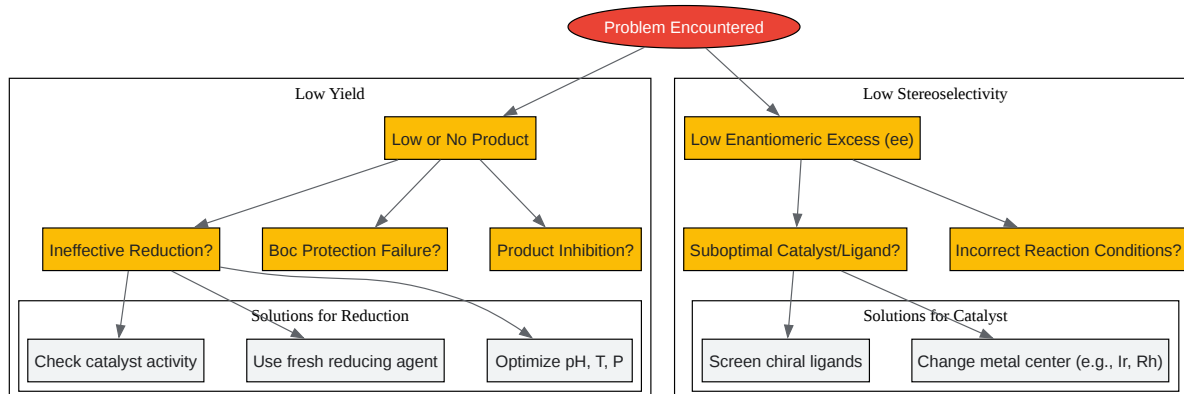 Problem Encountered
Low Yield
Low Stereoselectivity
Low or No Product
Low Enantiomeric Excess (ee)
Ineffective Reduction?
Boc Protection Failure?
Product Inhibition?
Suboptimal Catalyst/Ligand?
Incorrect Reaction Conditions?
Solutions for Reduction
Solutions for Catalyst
Check catalyst activity
Use fresh reducing agent
Optimize pH, T, P
Screen chiral ligands
Change metal center (e.g., Ir, Rh)